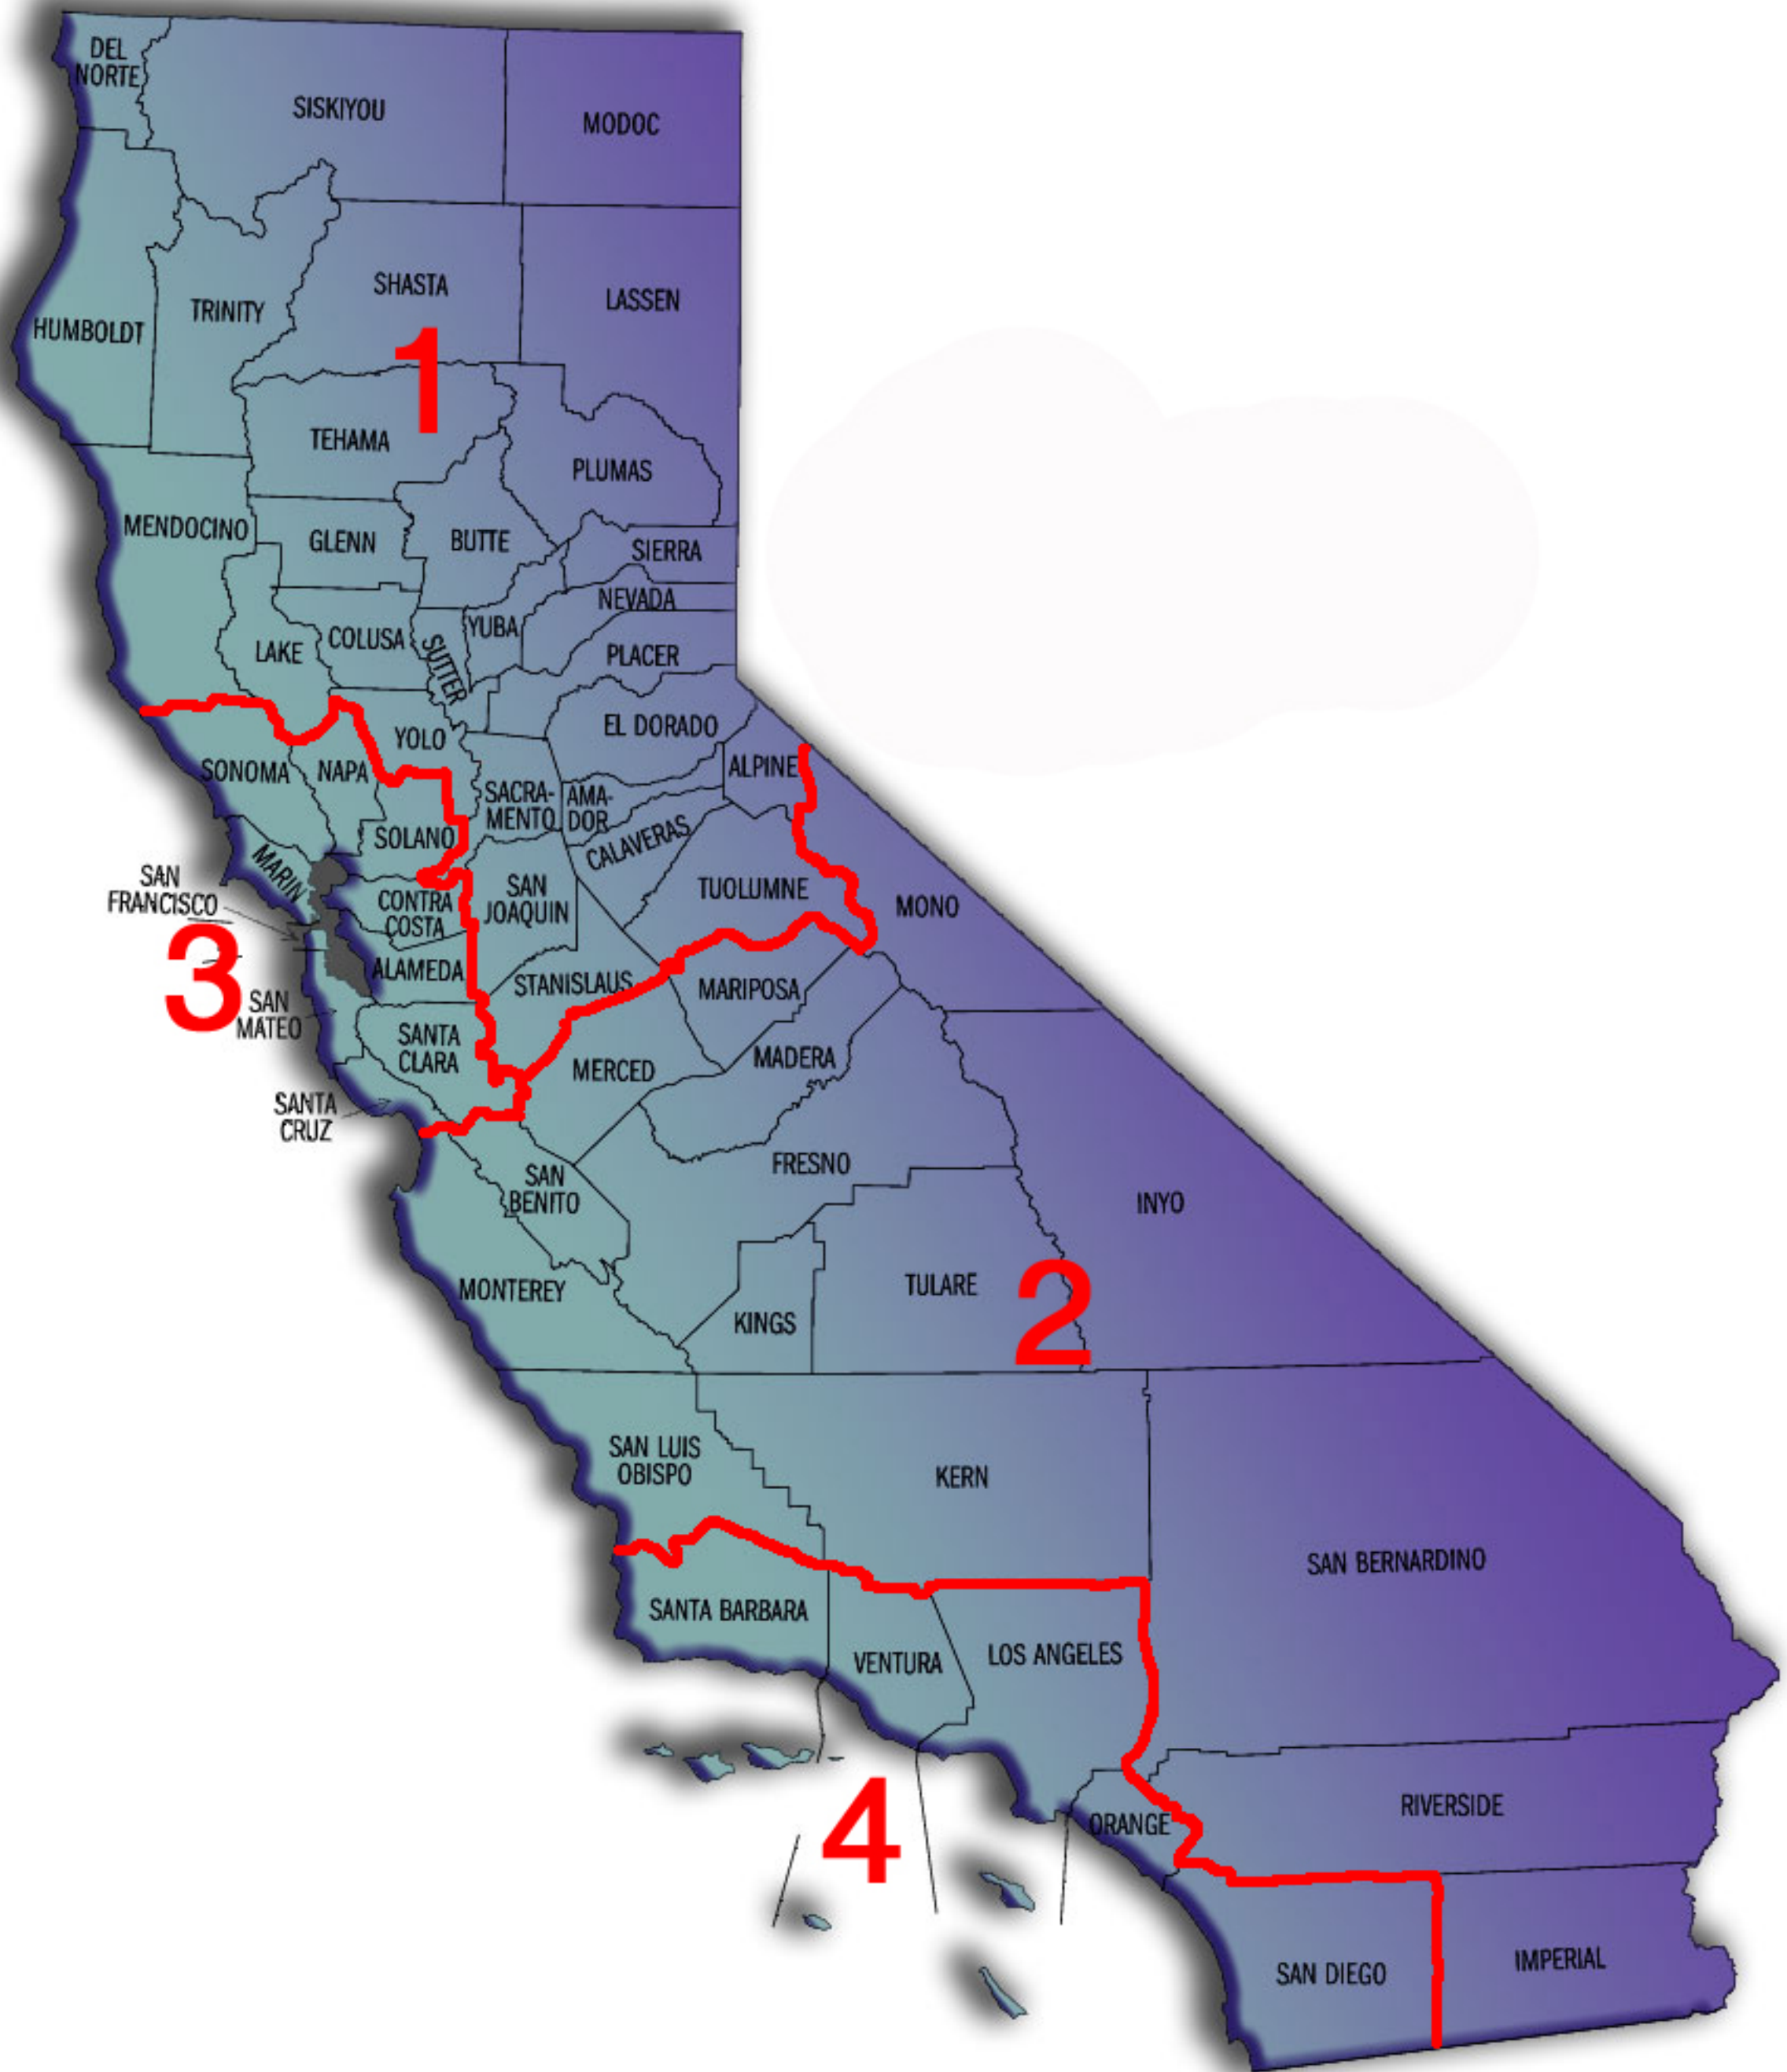 DEL
NORTE
SISKIYOU
MODOC
HUMBOLDT
TRINITY
SHASTA
LASSEN
1
TEHAMA
PLUMAS
MENDOCINO
GLENN
BUTTE
SIERRA
NEVADA
YUBA
COLUSA
LAKE
SUTTER
PLACER
EL DORADO
YOLO
SONOMA
NAPA
ALPINE
SACRA-
MENTO
AMA-
DOR
SOLANO
CALAVERAS
MARIN
SAN
FRANCISCO
CONTRA
COSTA
SAN
JOAQUIN
TUOLUMNE
MONO
3
ALAMEDA
STANISLAUS
MARIPOSA
SAN
MATEO
SANTA
CLARA
MERCED
MADERA
SANTA
CRUZ
FRESNO
SAN
BENITO
INYO
MONTEREY
KINGS
TULARE
2
SAN LUIS
OBISPO
KERN
SAN BERNARDINO
SANTA BARBARA
VENTURA
LOS ANGELES
4
ORANGE
RIVERSIDE
SAN DIEGO
IMPERIAL